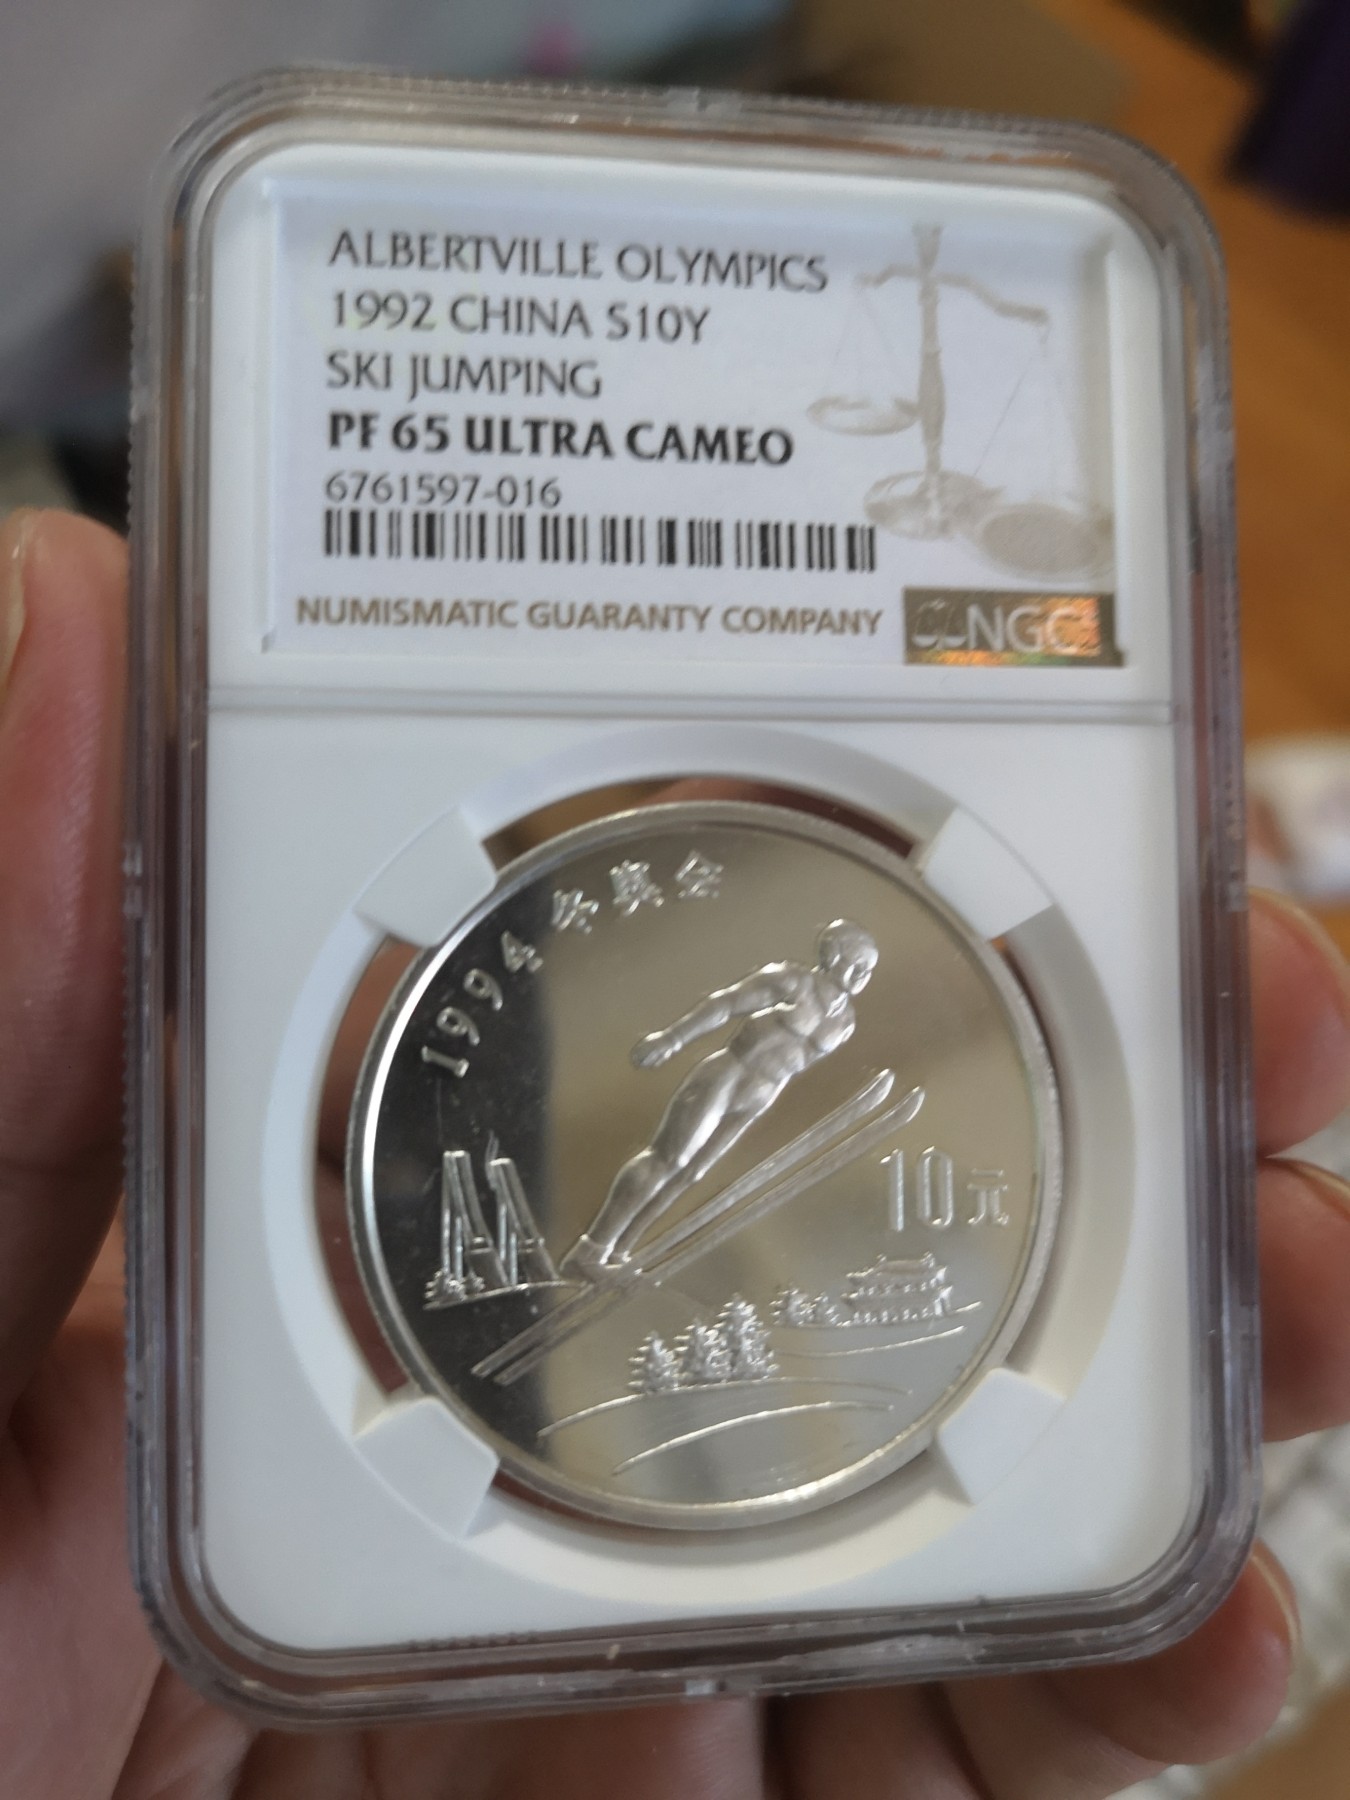 ALBERTVILLE OLYMPICS
1992 CHINA S10Y
SKI JUMPING
PF 65 ULTRA CAMEO
6761597-016
NUMISMATIC GUARANTY COMPANY
NGC
1994冬奥会
10元